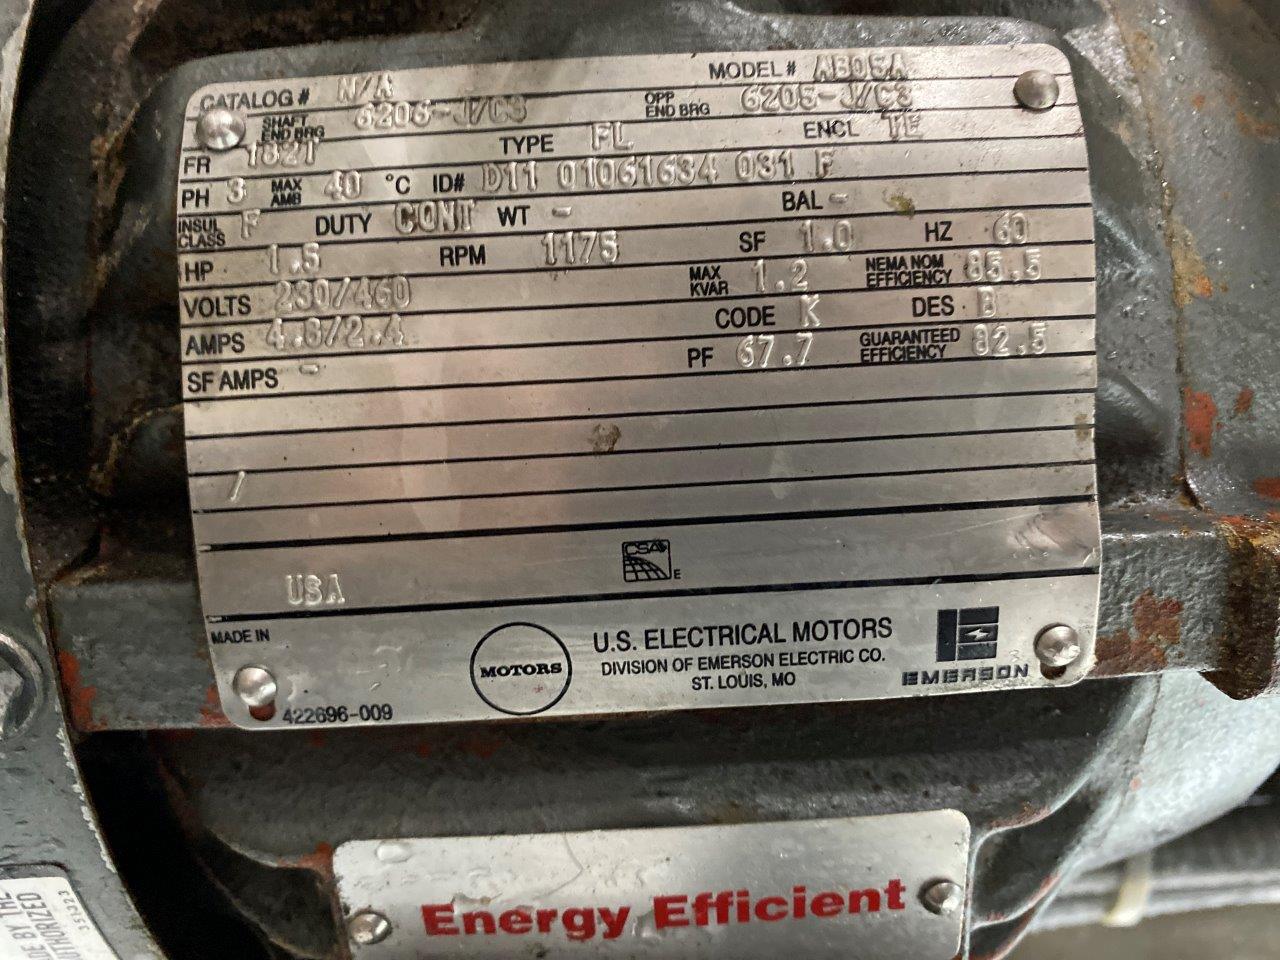 CATALOG# N/A MODEL# AB05A
SHAFT END BRG 6206-J/C3 OPP END BRG 6205-J/C3
FR 182T TYPE FL ENCL TE
PH 3 MAX AMB 40 °C ID# D11 01061634 031 F
INSUL CLASS F DUTY CONT WT - BAL -
HP 1.5 RPM 1175 SF 1.0 HZ 60
VOLTS 230/460 MAX KVAR 1.2 NEMA NOM EFFICIENCY 85.5
AMPS 4.8/2.4 CODE K DES B
SF AMPS - PF 67.7 GUARANTEED EFFICIENCY 82.5
/
CSA E
USA
MADE IN
MOTORS
U.S. ELECTRICAL MOTORS
DIVISION OF EMERSON ELECTRIC CO.
ST. LOUIS, MO
EMERSON
422696-009
Energy Efficient